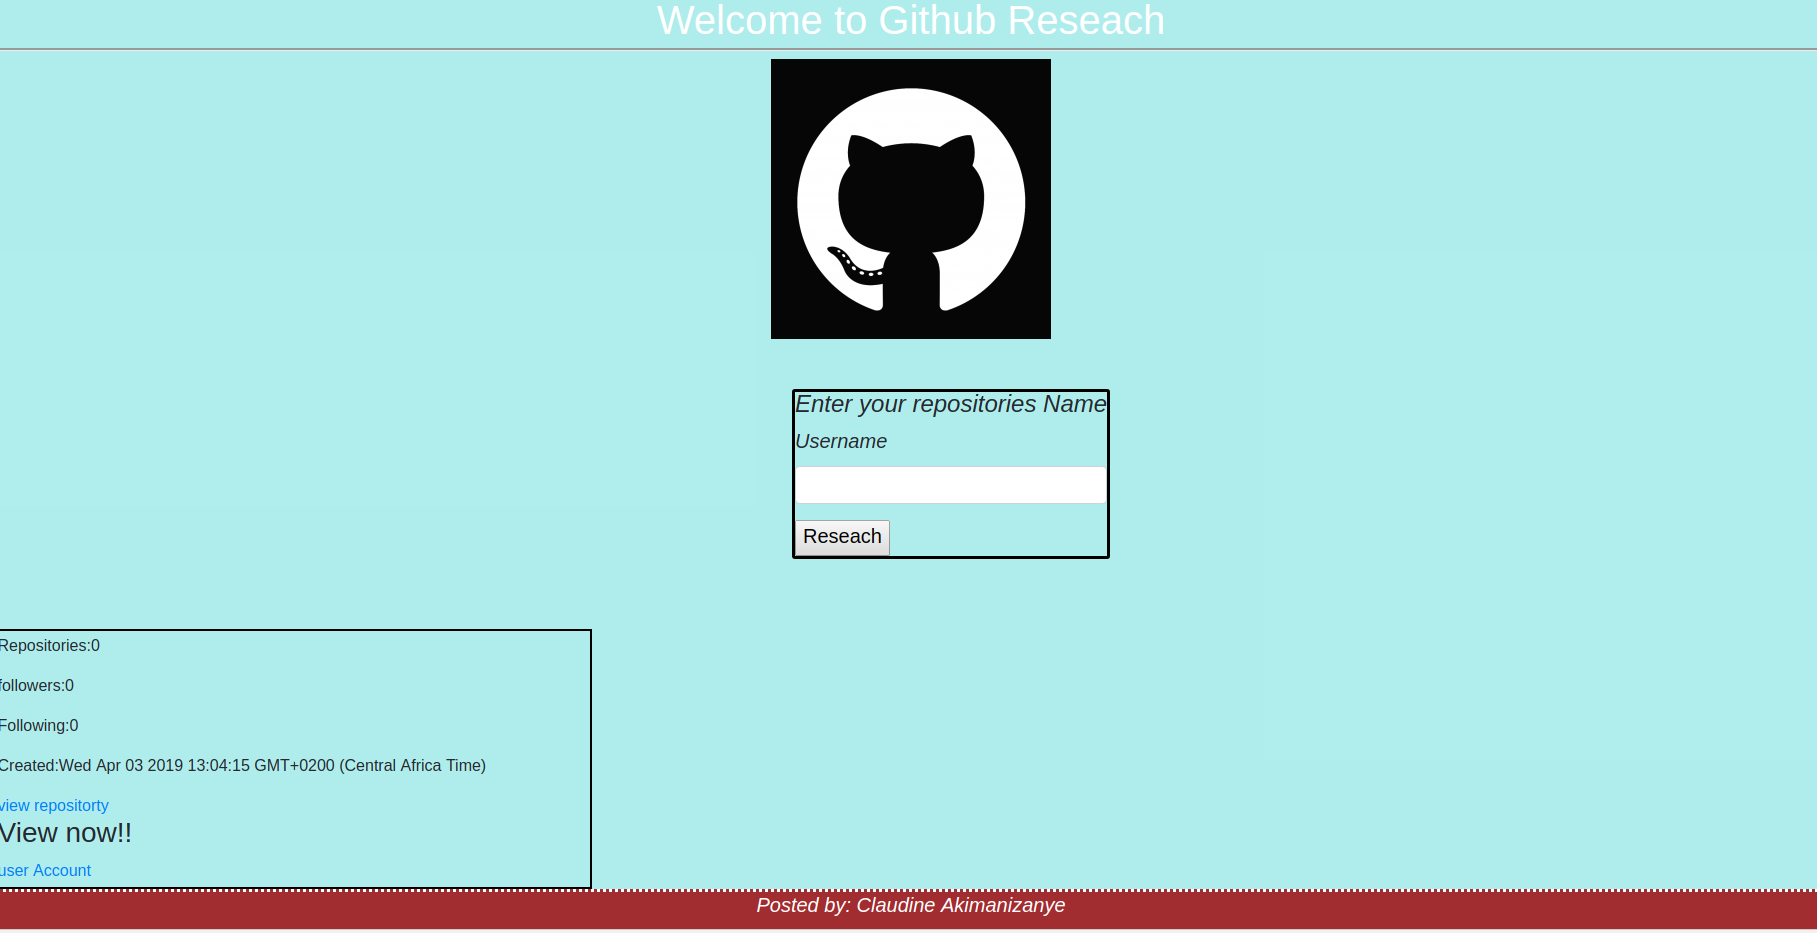 Welcome to Github Reseach
Enter your repositories Name
Username
Reseach
Repositories:0
followers:0
Following:0
Created:Wed Apr 03 2019 13:04:15 GMT+0200 (Central Africa Time)
view repositorty
View now!!
user Account
Posted by: Claudine Akimanizanye